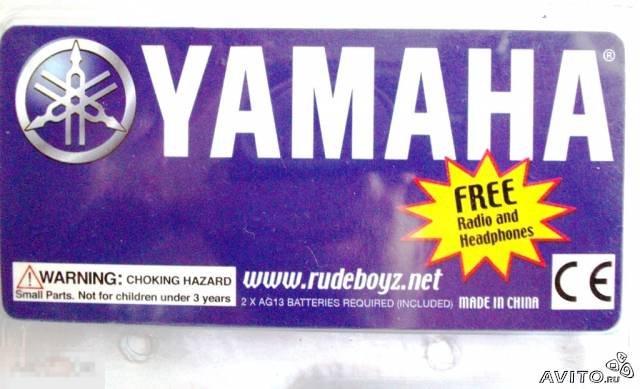 YAMAHA®
FREE
Radio and
Headphones
WARNING: CHOKING HAZARD
Small Parts. Not for children under 3 years
www.rudeboyz.net
2 X AG13 BATTERIES REQUIRED (INCLUDED) MADE IN CHINA
CE
AVITO.ru